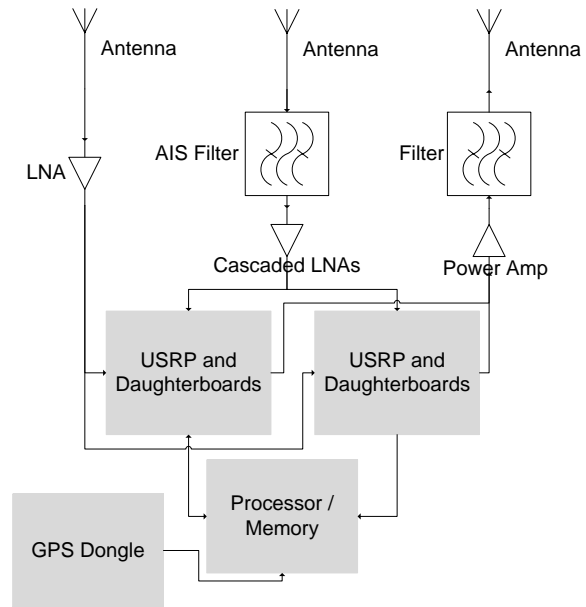 Antenna
Antenna
Antenna
AIS Filter
Filter
LNA
Cascaded LNAs
Power Amp
USRP and
Daughterboards
USRP and
Daughterboards
Processor /
Memory
GPS Dongle